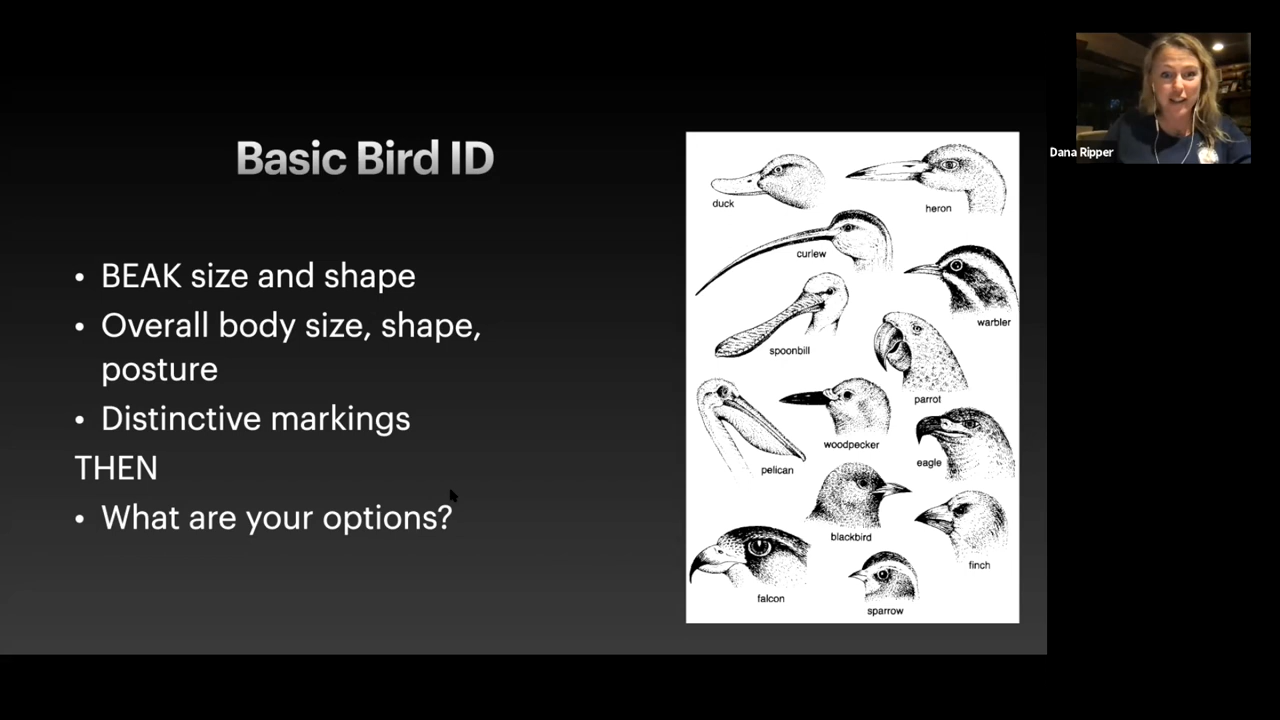 Basic Bird ID
• BEAK size and shape
• Overall body size, shape,
posture
• Distinctive markings
THEN
• What are your options?
duck
heron
curlew
warbler
spoonbill
parrot
woodpecker
eagle
pelican
blackbird
finch
falcon
sparrow
Dana Ripper